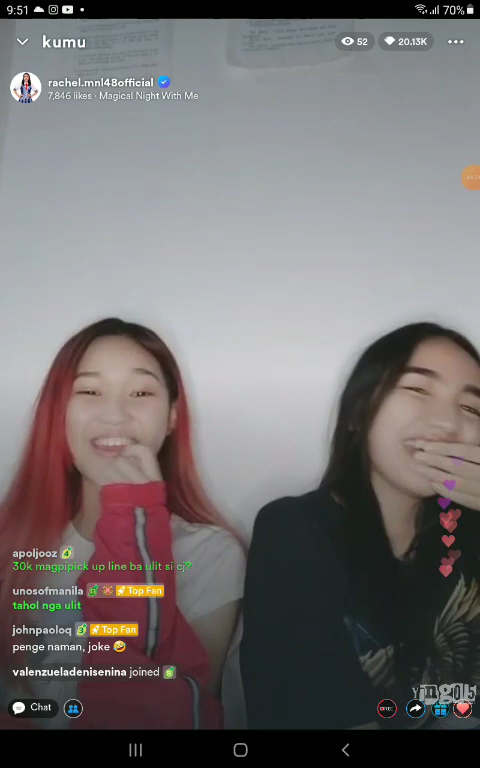 9:51
70%
kumu
52
20.13K
rachel.mnl48official
7,846 likes · Magical Night With Me
apoljooz
30k magpipick up line ba ulit si cj?
unosofmanila Top Fan
tahol nga ulit
johnpaoloq Top Fan
penge naman, joke 🤣
valenzueladenisenina joined
Chat